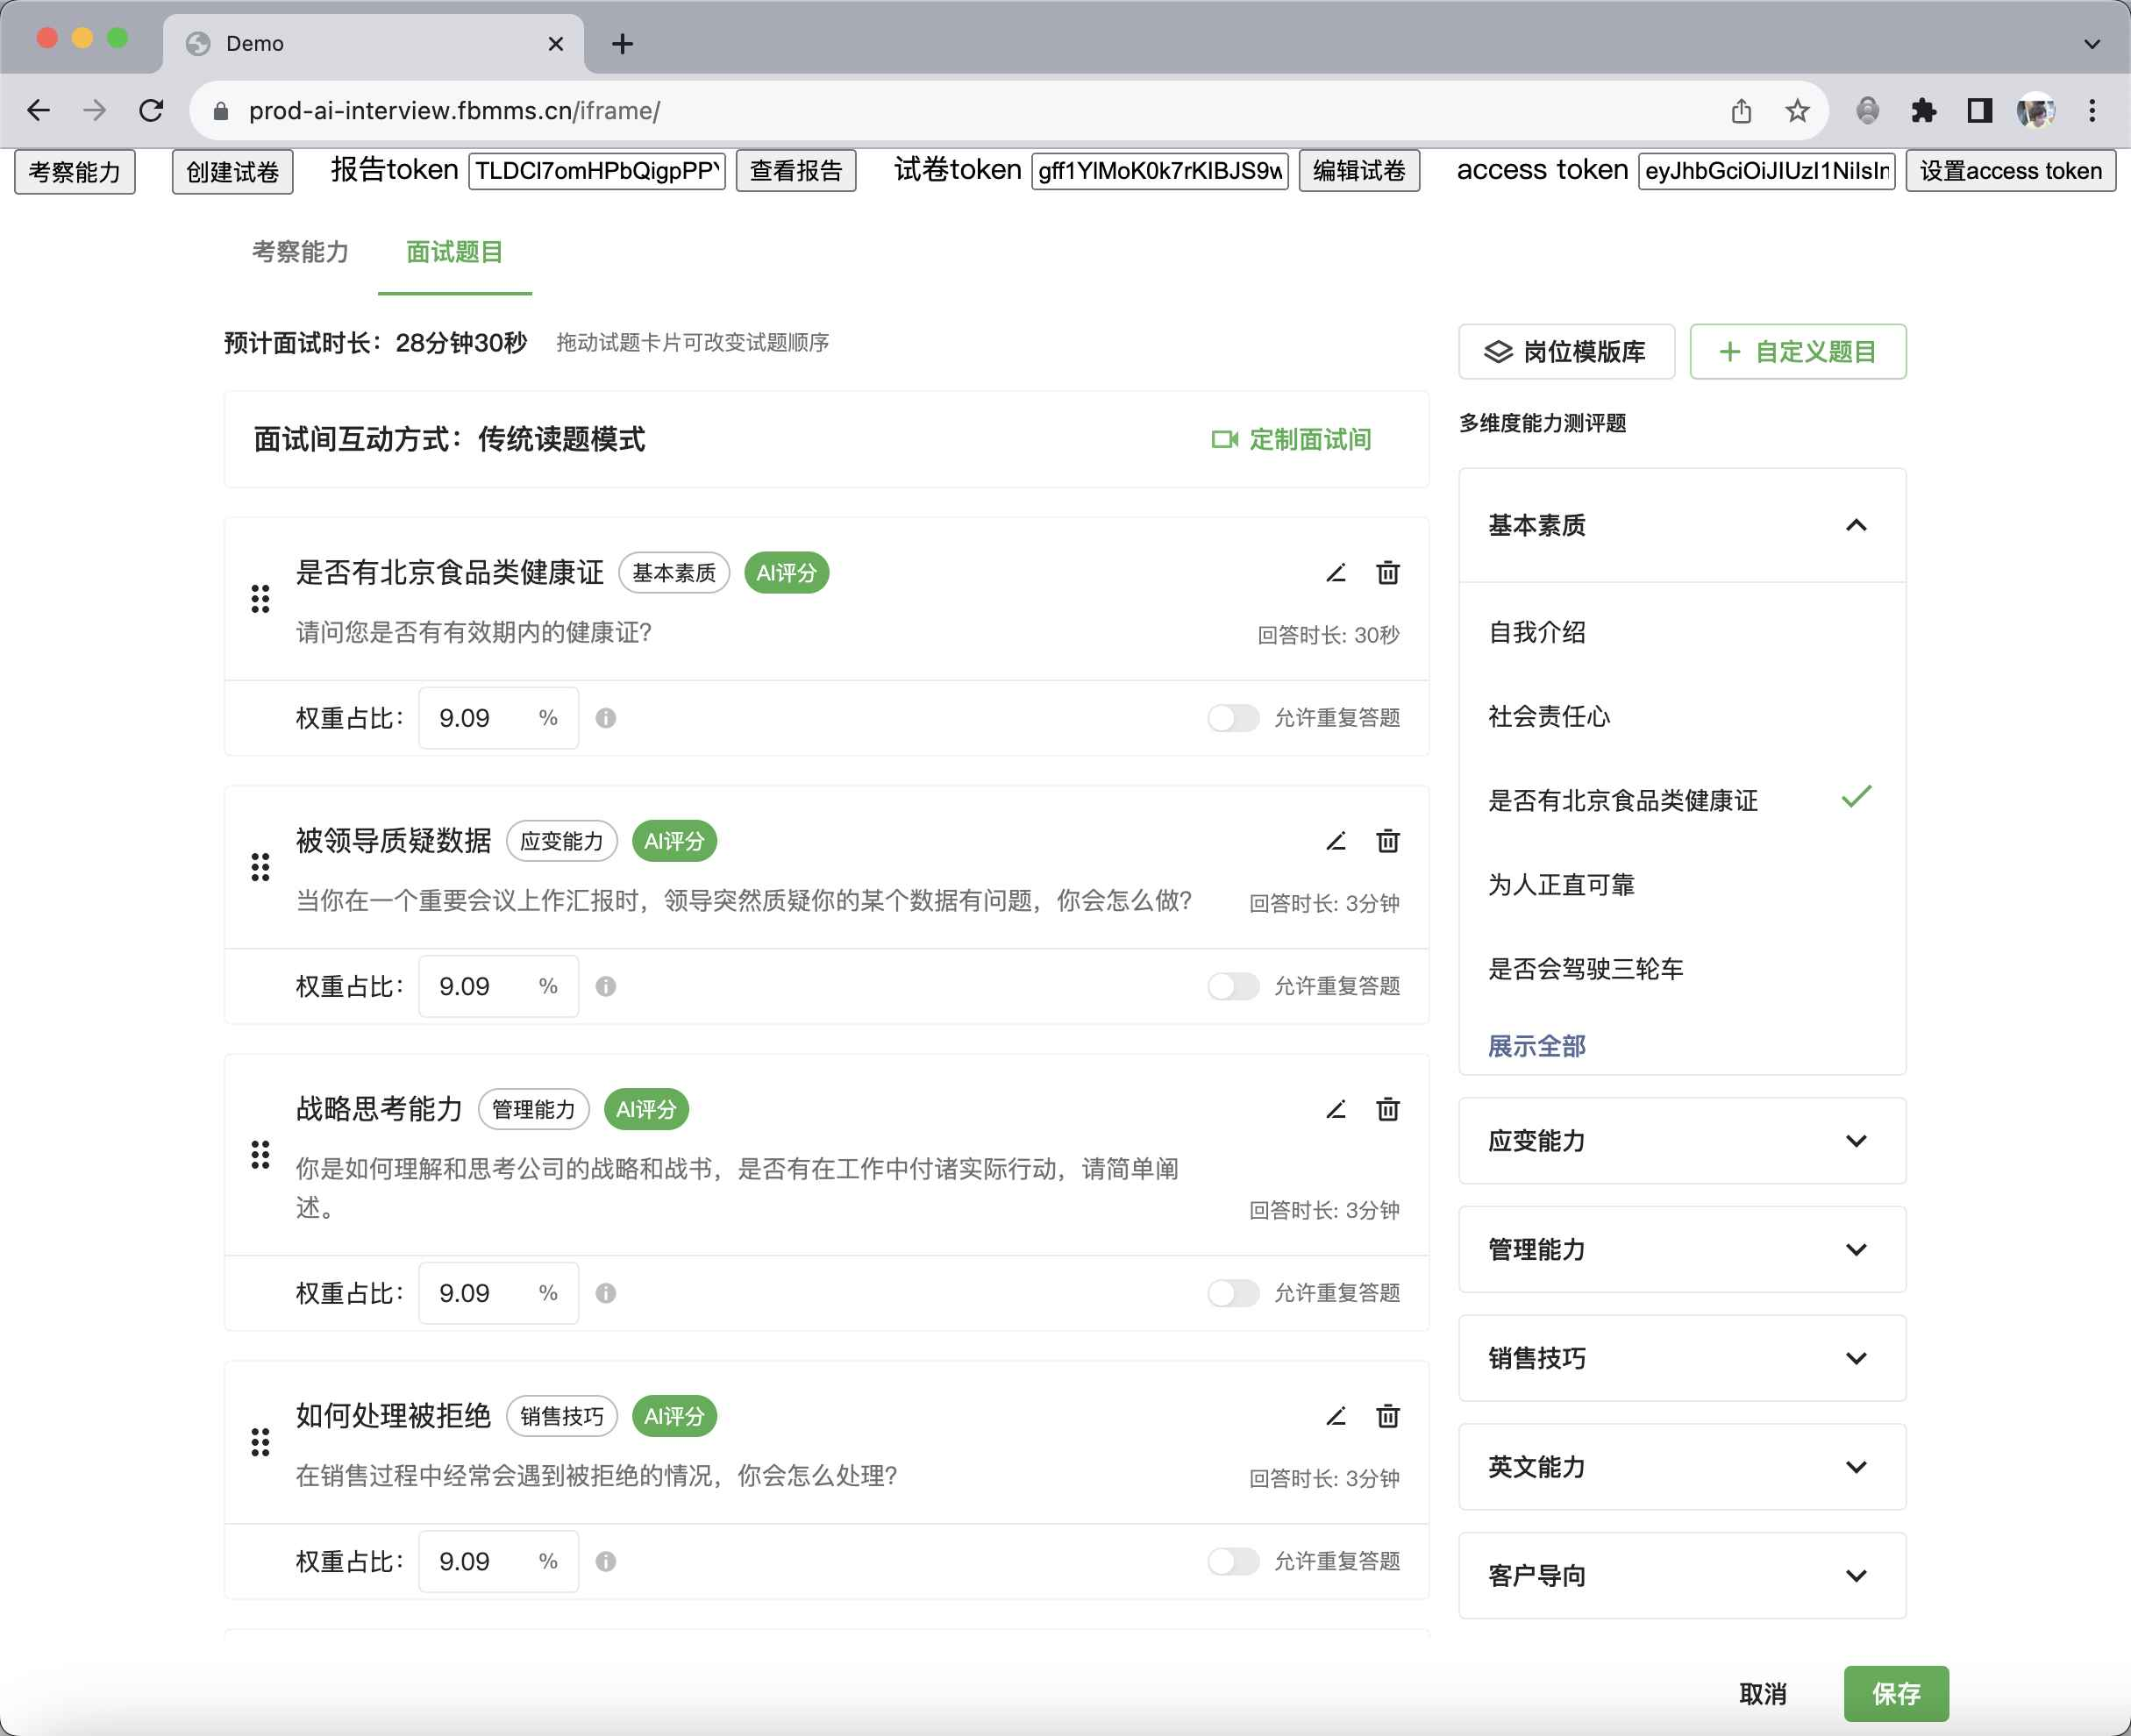 Demo
prod-ai-interview.fbmms.cn/iframe/
考察能力 创建试卷 报告token TLDCl7omHPbQigpPPY 查看报告 试卷token gff1YlMoK0k7rKIBJS9w 编辑试卷 access token eyJhbGciOiJIUzI1NiIsIn 设置access token
考察能力 面试题目
预计面试时长：28分钟30秒 拖动试题卡片可改变试题顺序
面试间互动方式：传统读题模式 定制面试间
是否有北京食品类健康证 基本素质 AI评分
请问您是否有有效期内的健康证?
回答时长: 30秒
权重占比： 9.09 % 允许重复答题
被领导质疑数据 应变能力 AI评分
当你在一个重要会议上作汇报时，领导突然质疑你的某个数据有问题，你会怎么做?
回答时长: 3分钟
权重占比： 9.09 % 允许重复答题
战略思考能力 管理能力 AI评分
你是如何理解和思考公司的战略和战书，是否有在工作中付诸实际行动，请简单阐
述。
回答时长: 3分钟
权重占比： 9.09 % 允许重复答题
如何处理被拒绝 销售技巧 AI评分
在销售过程中经常会遇到被拒绝的情况，你会怎么处理?
回答时长: 3分钟
权重占比： 9.09 % 允许重复答题
岗位模版库 自定义题目
多维度能力测评题
基本素质
自我介绍
社会责任心
是否有北京食品类健康证
为人正直可靠
是否会驾驶三轮车
展示全部
应变能力
管理能力
销售技巧
英文能力
客户导向
取消 保存